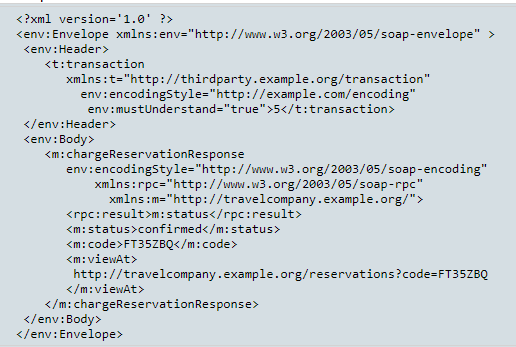 <?xml version='1.0' ?>
<env:Envelope xmlns:env="http://www.w3.org/2003/05/soap-envelope" >
<env:Header>
<t:transaction
xmlns:t="http://thirdparty.example.org/transaction"
env:encodingStyle="http://example.com/encoding"
env:mustUnderstand="true">5</t:transaction>
</env:Header>
<env:Body>
<m:chargeReservationResponse
env:encodingStyle="http://www.w3.org/2003/05/soap-encoding"
xmlns:rpc="http://www.w3.org/2003/05/soap-rpc"
xmlns:m="http://travelcompany.example.org/">
<rpc:result>m:status</rpc:result>
<m:status>confirmed</m:status>
<m:code>FT35ZBQ</m:code>
<m:viewAt>
http://travelcompany.example.org/reservations?code=FT35ZBQ
</m:viewAt>
</m:chargeReservationResponse>
</env:Body>
</env:Envelope>